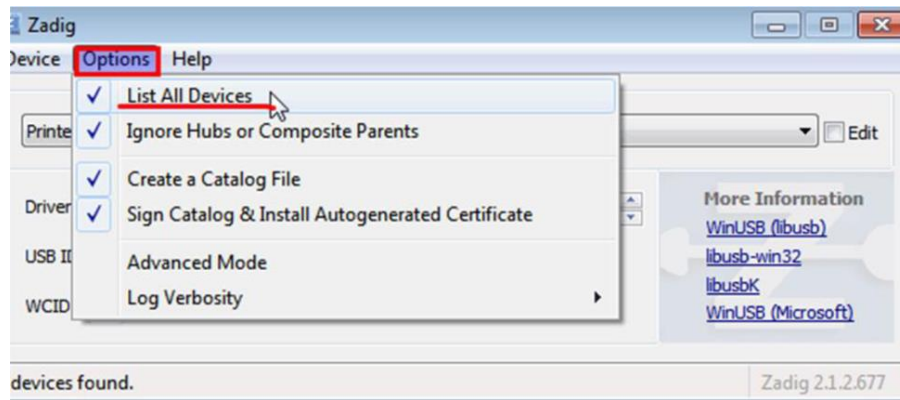 Zadig
Device Options Help
List All Devices
Ignore Hubs or Composite Parents
Create a Catalog File
Sign Catalog & Install Autogenerated Certificate
Advanced Mode
Log Verbosity
Printe
Edit
Driver
USB ID
WCID
More Information
WinUSB (libusb)
libusb-win32
libusbK
WinUSB (Microsoft)
devices found.
Zadig 2.1.2.677